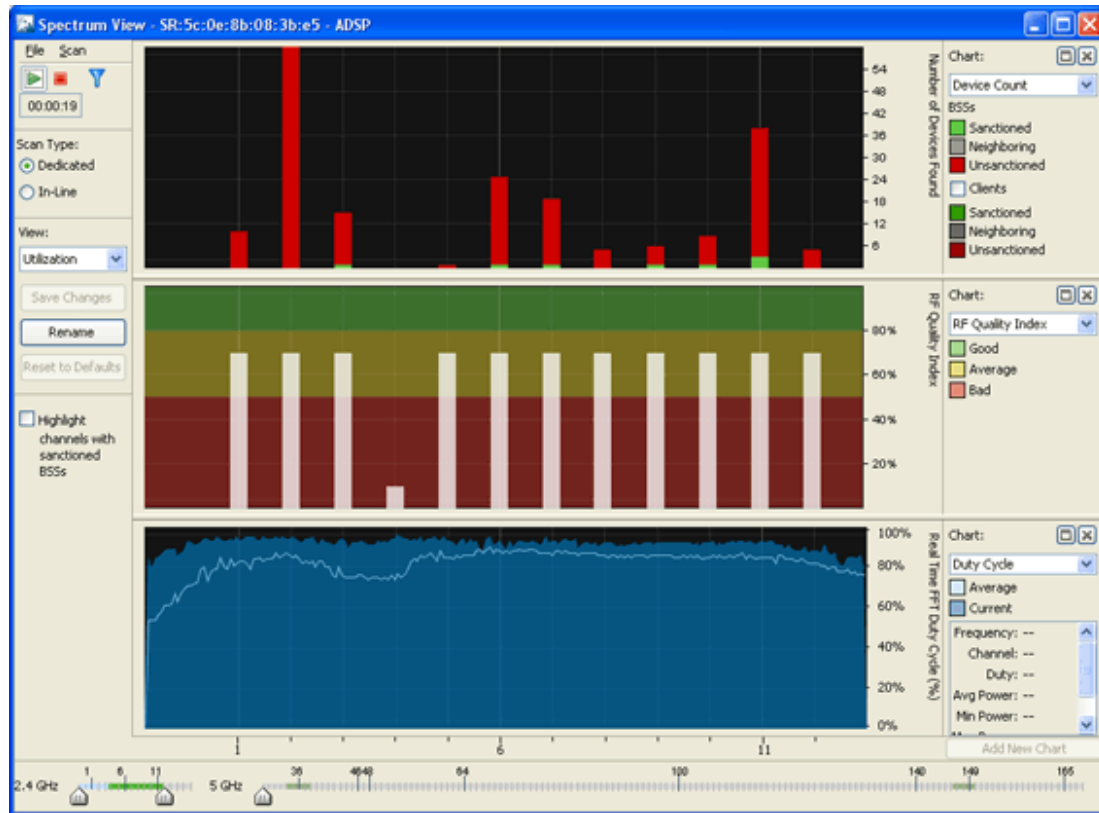 Spectrum View - SR:5c:0e:8b:08:3b:e5 - ADSP
File Scan
00:00:19
Scan Type:
Dedicated
In-Line
View:
Utilization
Save Changes
Rename
Reset to Defaults
Highlight
channels with
sanctioned
BSSs
54
48
42
36
30
24
18
12
6
Number of Devices Found
Chart:
Device Count
BSSs
Sanctioned
Neighboring
Unsanctioned
Clients
Sanctioned
Neighboring
Unsanctioned
80%
60%
40%
20%
RF Quality Index
Chart:
RF Quality Index
Good
Average
Bad
100%
80%
60%
40%
20%
0%
Real Time FFT Duty Cycle (%)
Chart:
Duty Cycle
Average
Current
Frequency: --
Channel: --
Duty: --
Avg Power: --
Min Power: --
1 6 11
Add New Chart
2.4 GHz 1 6 11 5 GHz 36 4648 64 100 140 149 165